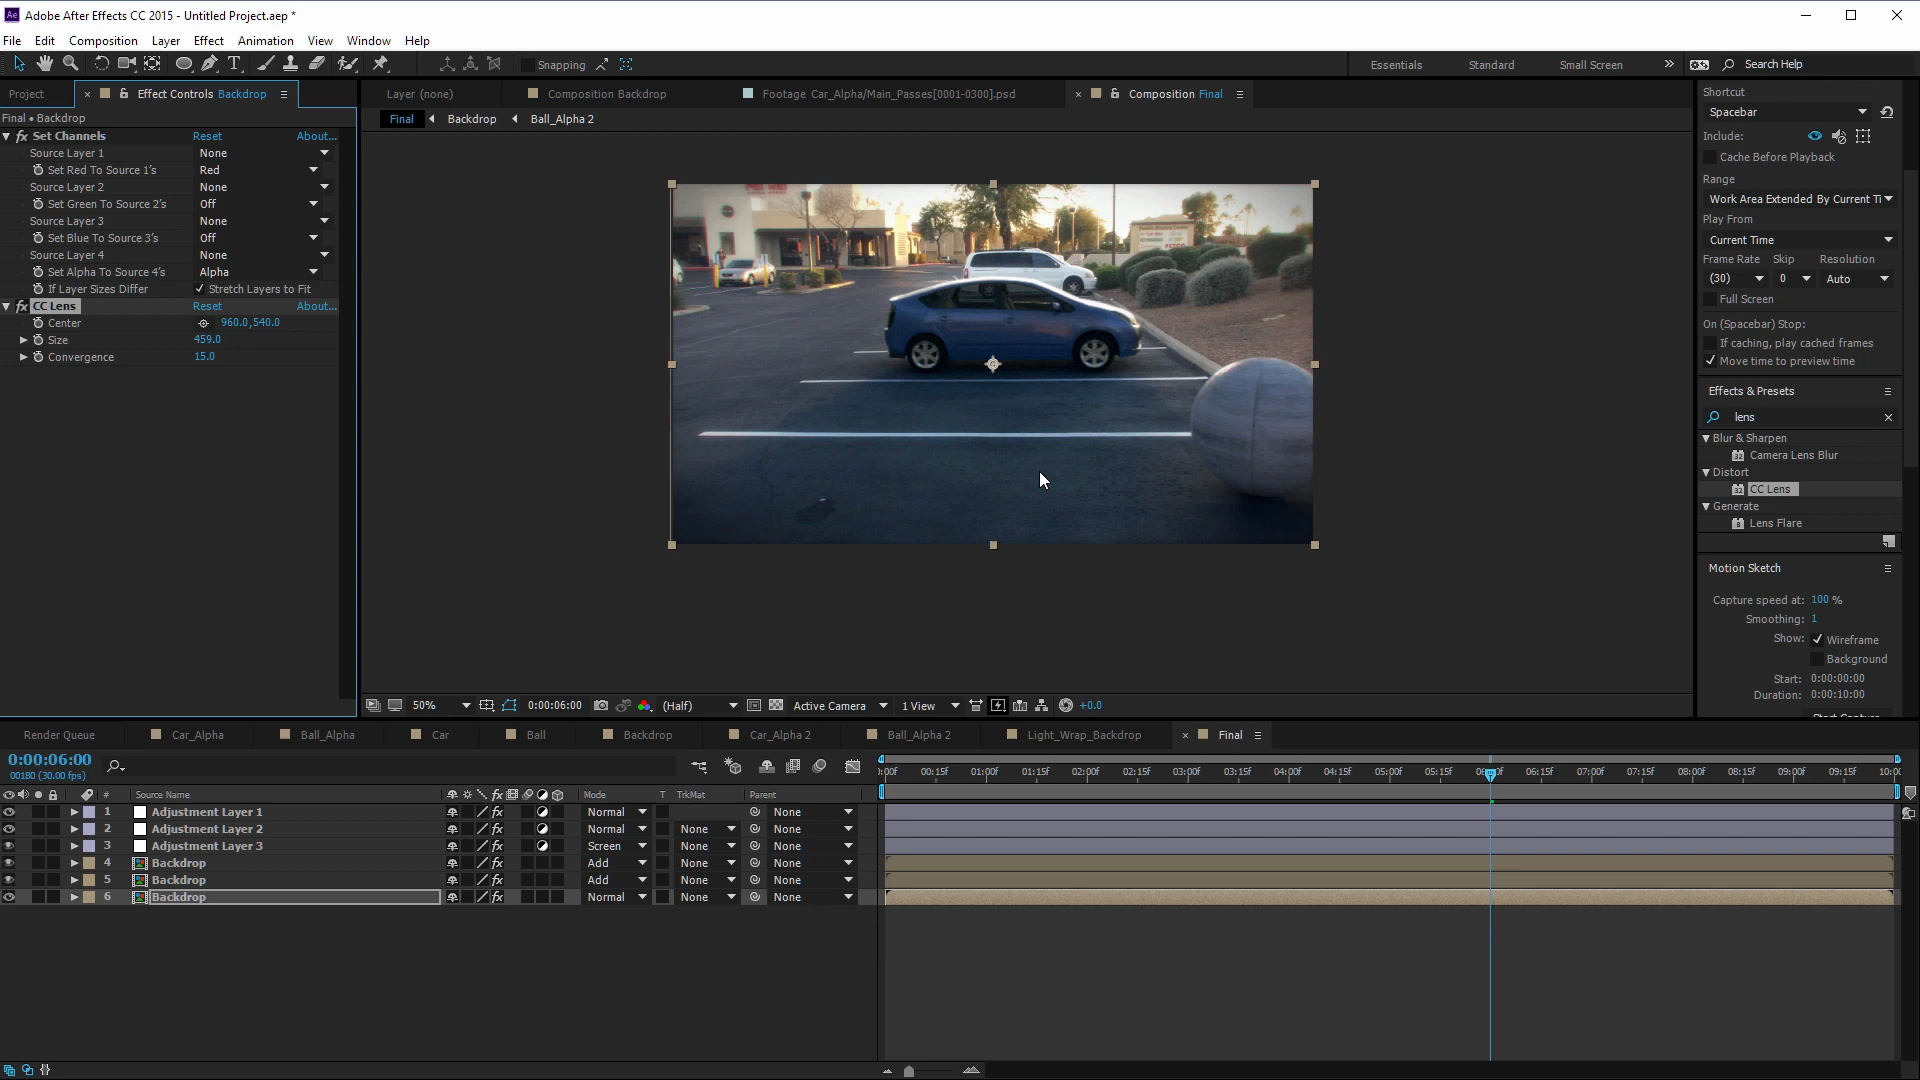 Adobe After Effects CC 2015 - Untitled Project.aep *
File Edit Composition Layer Effect Animation View Window Help
Snapping Essentials Standard Small Screen » Search Help
Project × Effect Controls Backdrop
Final • Backdrop
Set Channels Reset About...
Source Layer 1 None
Set Red To Source 1's Red
Source Layer 2 None
Set Green To Source 2's Off
Source Layer 3 None
Set Blue To Source 3's Off
Source Layer 4 None
Set Alpha To Source 4's Alpha
If Layer Sizes Differ Stretch Layers to Fit
CC Lens Reset About...
Center 960.0,540.0
Size 459.0
Convergence 15.0
Layer (none) Composition Backdrop Footage Car_Alpha/Main_Passes[0001-0300].psd × Composition Final
Final Backdrop Ball_Alpha 2
50% 0:00:06:00 (Half) Active Camera 1 View +0.0
Shortcut
Spacebar
Include:
Cache Before Playback
Range
Work Area Extended By Current Ti
Play From
Current Time
Frame Rate Skip Resolution
(30) 0 Auto
Full Screen
On (Spacebar) Stop:
If caching, play cached frames
Move time to preview time
Effects & Presets
lens
Blur & Sharpen
Camera Lens Blur
Distort
CC Lens
Generate
Lens Flare
Motion Sketch
Capture speed at: 100 %
Smoothing: 1
Show: Wireframe
Background
Start: 0:00:00:00
Duration: 0:00:10:00
Start Capture
Render Queue Car_Alpha Ball_Alpha Car Ball Backdrop Car_Alpha 2 Ball_Alpha 2 Light_Wrap_Backdrop × Final
0:00:06:00
00180 (30.00 fps)
:00f 00:15f 01:00f 01:15f 02:00f 02:15f 03:00f 03:15f 04:00f 04:15f 05:00f 05:15f 06:00f 06:15f 07:00f 07:15f 08:00f 08:15f 09:00f 09:15f 10:00
# Source Name Mode T TrkMat Parent
1 Adjustment Layer 1 Normal None
2 Adjustment Layer 2 Normal None None
3 Adjustment Layer 3 Screen None None
4 Backdrop Add None None
5 Backdrop Add None None
6 Backdrop Normal None None